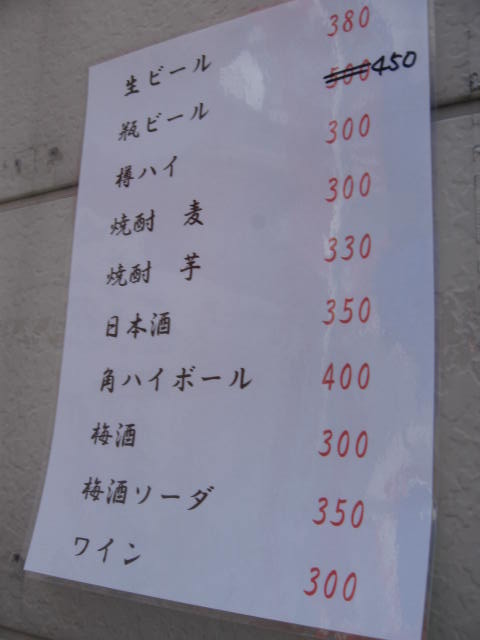 生ビール 380
瓶ビール 500 450
樽ハイ 300
焼酎 麦 300
焼酎 芋 330
日本酒 350
角ハイボール 400
梅酒 300
梅酒ソーダ 350
ワイン 300